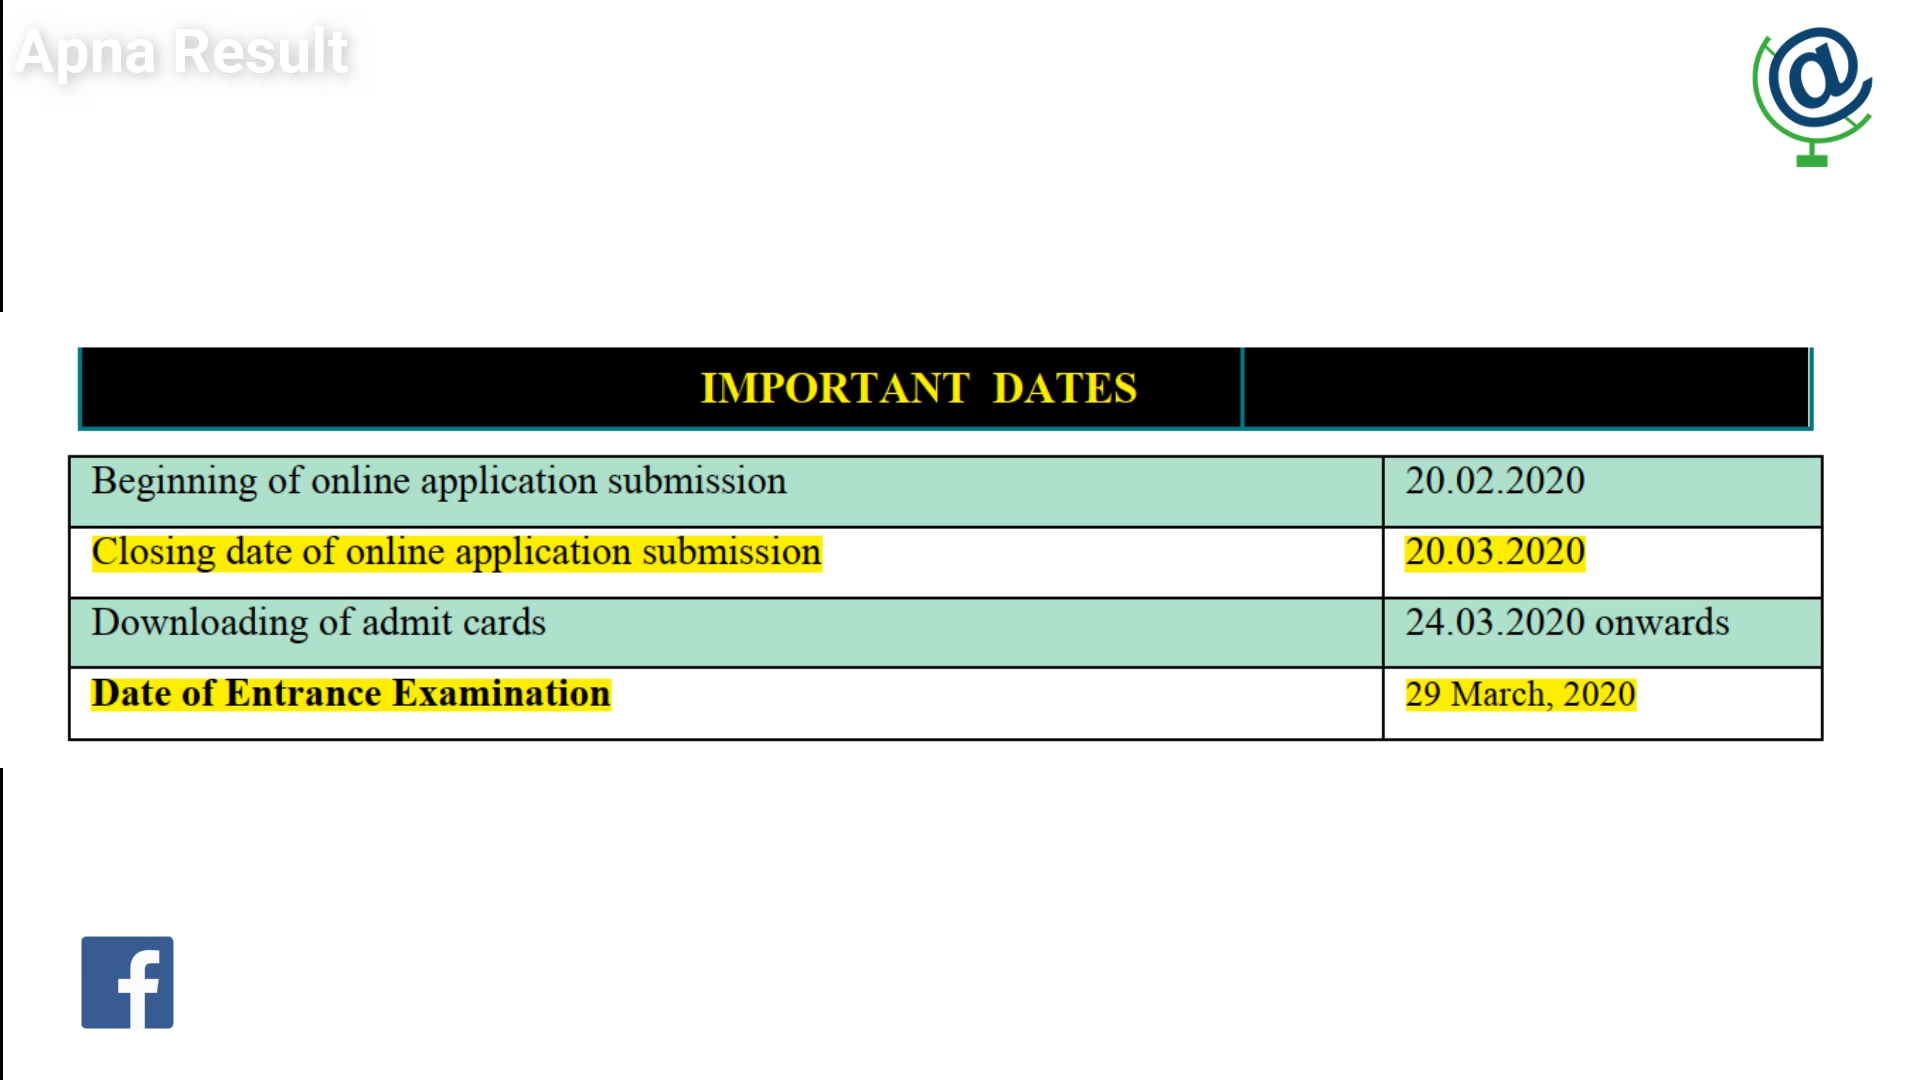 Apna Result
IMPORTANT DATES
Beginning of online application submission 20.02.2020
Closing date of online application submission 20.03.2020
Downloading of admit cards 24.03.2020 onwards
Date of Entrance Examination 29 March, 2020